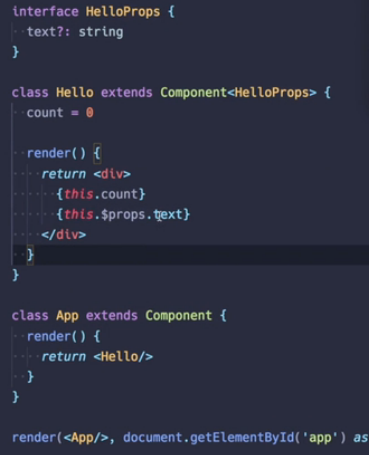 interface HelloProps {
text?: string
}
class Hello extends Component<HelloProps> {
count = 0
render() {
return <div>
{this.count}
{this.$props.text}
</div>
}
}
class App extends Component {
render() {
return <Hello/>
}
}
render(<App/>, document.getElementById('app') as